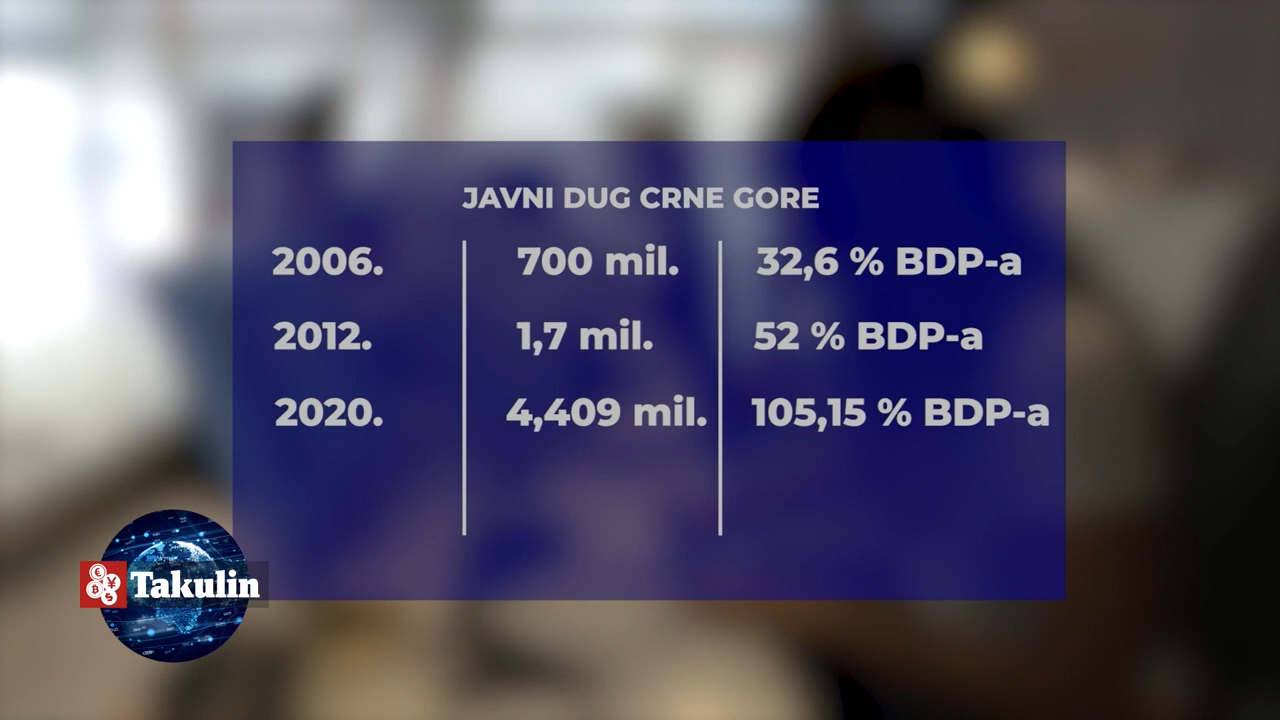 JAVNI DUG CRNE GORE
2006. 700 mil. 32,6 % BDP-a
2012. 1,7 mil. 52 % BDP-a
2020. 4,409 mil. 105,15 % BDP-a
Takulin